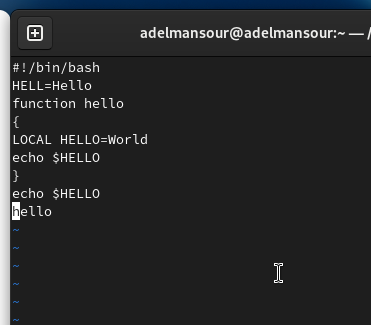 adelmansour@adelmansour:~ — /
#!/bin/bash
HELL=Hello
function hello
{
LOCAL HELLO=World
echo $HELLO
}
echo $HELLO
hello
~
~
~
~
~
~